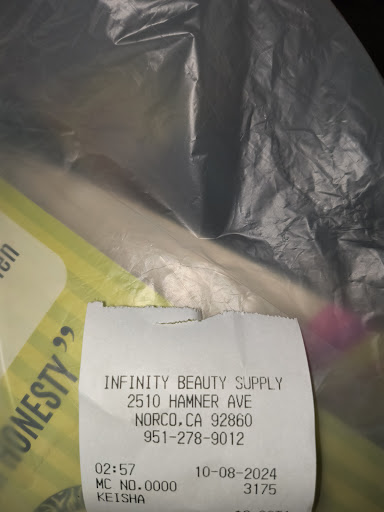 en
HONESTY”
INFINITY BEAUTY SUPPLY
2510 HAMNER AVE
NORCO,CA 92860
951-278-9012
02:57 10-08-2024
MC NO.0000 3175
KEISHA